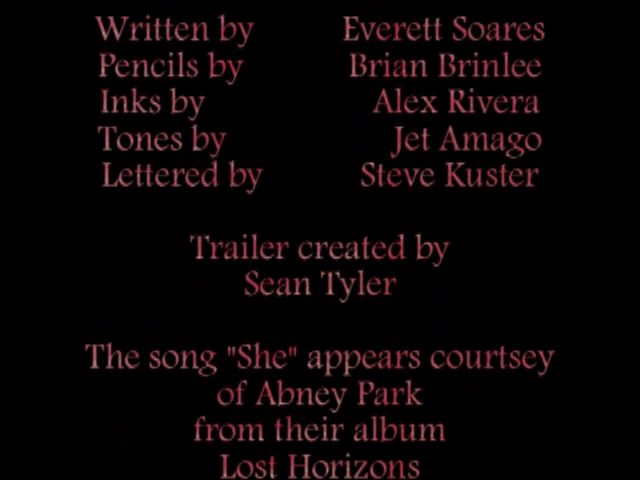 Written by Everett Soares
Pencils by Brian Brinlee
Inks by Alex Rivera
Tones by Jet Amago
Lettered by Steve Kuster
Trailer created by
Sean Tyler
The song "She" appears courtsey
of Abney Park
from their album
Lost Horizons